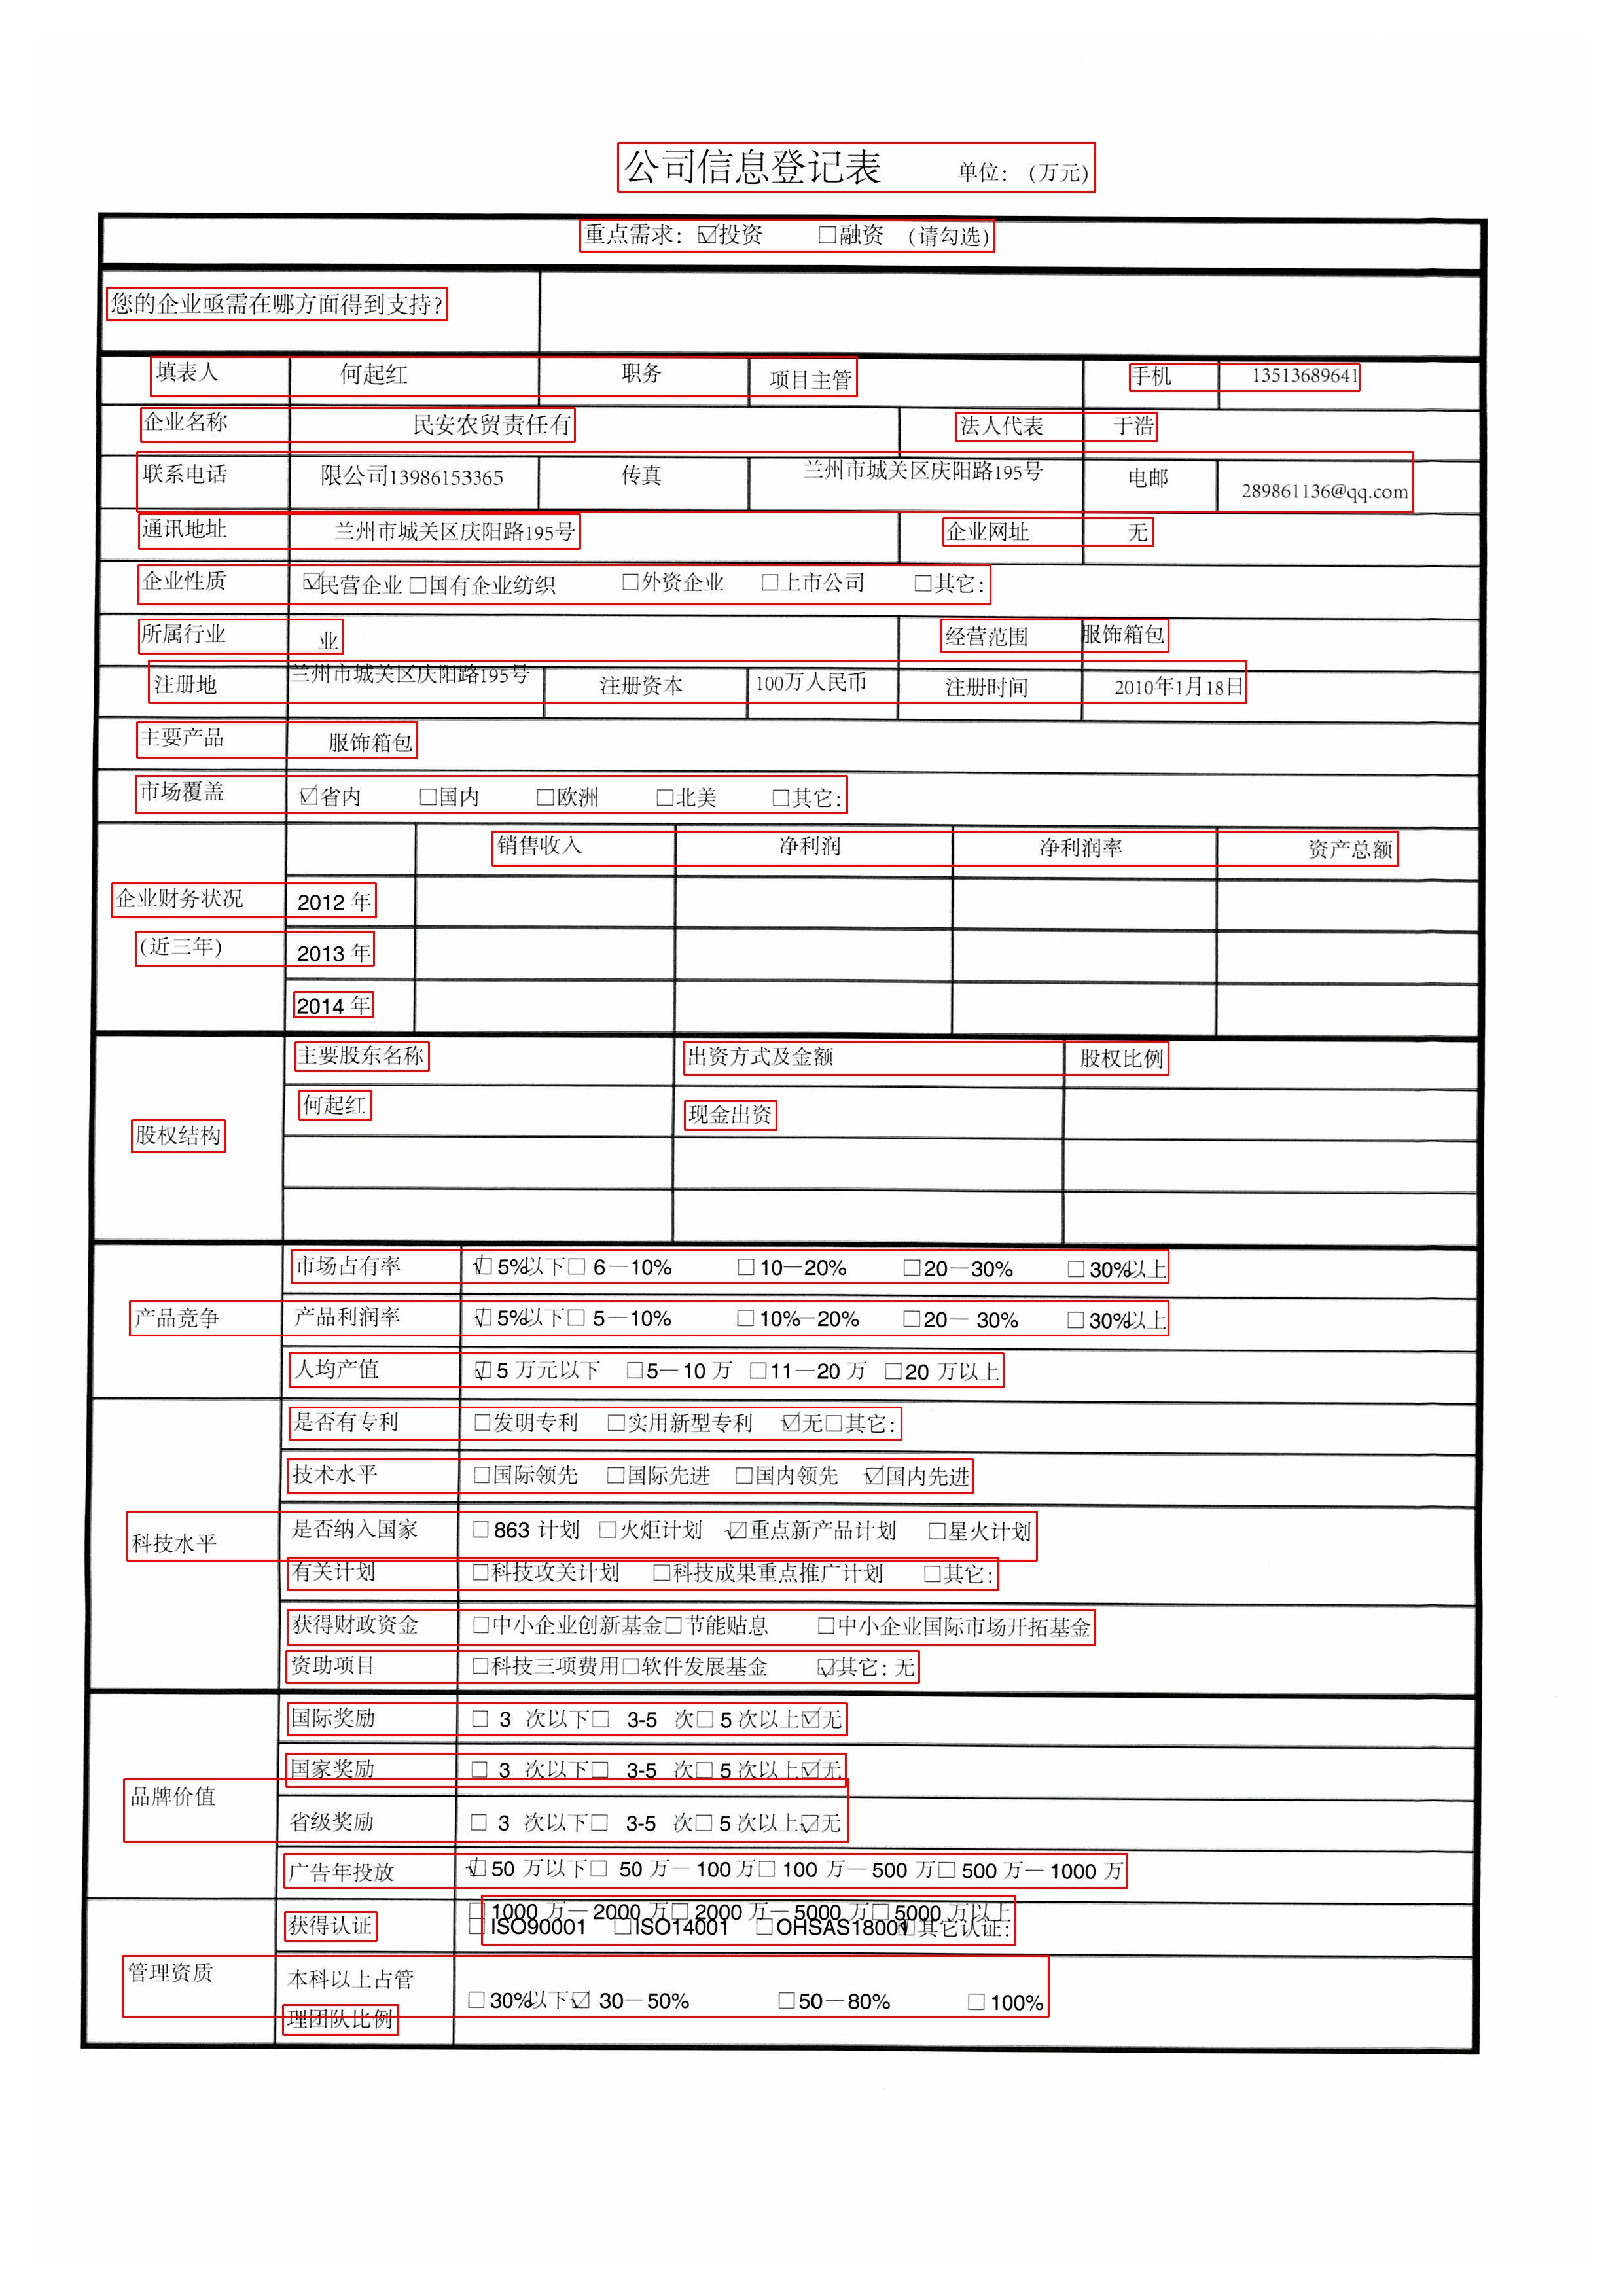 公司信息登记表 单位：(万元)
重点需求：☑投资 □融资 (请勾选)
您的企业亟需在哪方面得到支持?
填表人 何起红 职务 项目主管 手机 13513689641
企业名称 民安农贸责任有 法人代表 于浩
联系电话 限公司13986153365 传真 兰州市城关区庆阳路195号 电邮 289861136@qq.com
通讯地址 兰州市城关区庆阳路195号 企业网址 无
企业性质 ☑民营企业 □国有企业纺织 □外资企业 □上市公司 □其它:
所属行业 业 经营范围 服饰箱包
注册地 兰州市城关区庆阳路195号 注册资本 100万人民币 注册时间 2010年1月18日
主要产品 服饰箱包
市场覆盖 ☑省内 □国内 □欧洲 □北美 □其它:
销售收入 净利润 净利润率 资产总额
企业财务状况 2012 年
(近三年) 2013 年
2014 年
主要股东名称 出资方式及金额 股权比例
何起红 现金出资
股权结构
市场占有率 ☑ 5%以下□ 6—10% □10—20% □20—30% □30%以上
产品竞争 产品利润率 ☑ 5%以下□ 5—10% □10%—20% □20— 30% □30%以上
人均产值 ☑5 万元以下 □5—10 万 □11—20 万 □20 万以上
是否有专利 □发明专利 □实用新型专利 ☑无□其它:
技术水平 □国际领先 □国际先进 □国内领先 ☑国内先进
科技水平 是否纳入国家 □863 计划 □火炬计划 ☑重点新产品计划 □星火计划
有关计划 □科技攻关计划 □科技成果重点推广计划 □其它:
获得财政资金 □中小企业创新基金□节能贴息 □中小企业国际市场开拓基金
资助项目 □科技三项费用□软件发展基金 ☑其它: 无
国际奖励 □ 3 次以下□ 3-5 次□5次以上☑无
国家奖励 □ 3 次以下□ 3-5 次□5次以上☑无
品牌价值
省级奖励 □ 3 次以下□ 3-5 次□5次以上☑无
广告年投放 ☑50 万以下□ 50 万—100万□100 万—500 万□500 万—1000 万
□1000 万—2000 万□2000 万—5000 万□5000万以上
获得认证 □ISO90001 □ISO14001 □OHSAS18001☑其它认证:
管理资质 本科以上占管
理团队比例 □30%以下☑ 30—50% □50—80% □100%